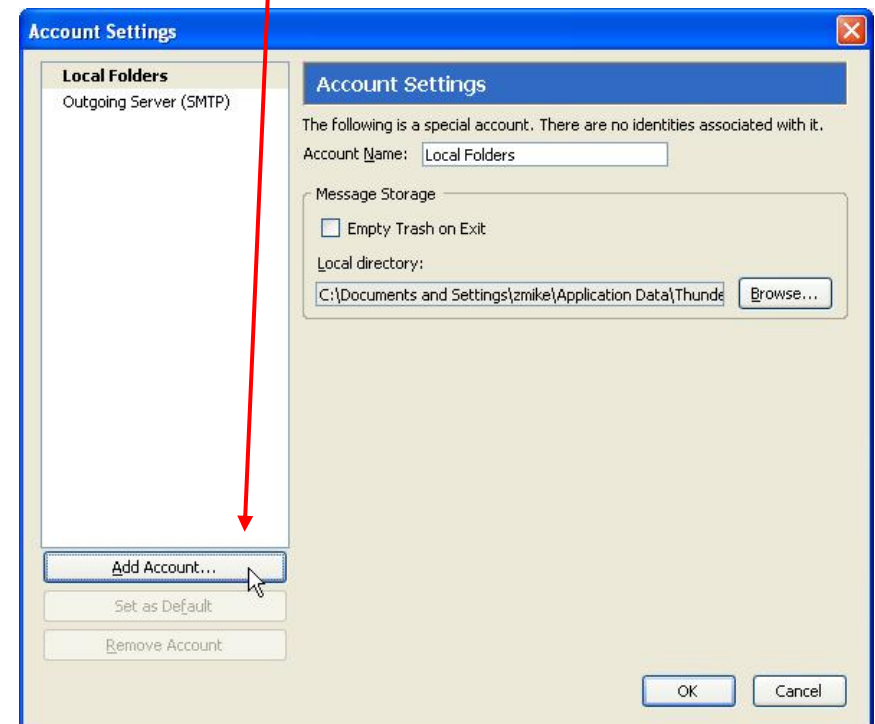 Account Settings
Local Folders
Outgoing Server (SMTP)
Account Settings
The following is a special account. There are no identities associated with it.
Account Name: Local Folders
Message Storage
Empty Trash on Exit
Local directory:
C:\Documents and Settings\zmike\Application Data\Thunde Browse...
Add Account...
Set as Default
Remove Account
OK Cancel